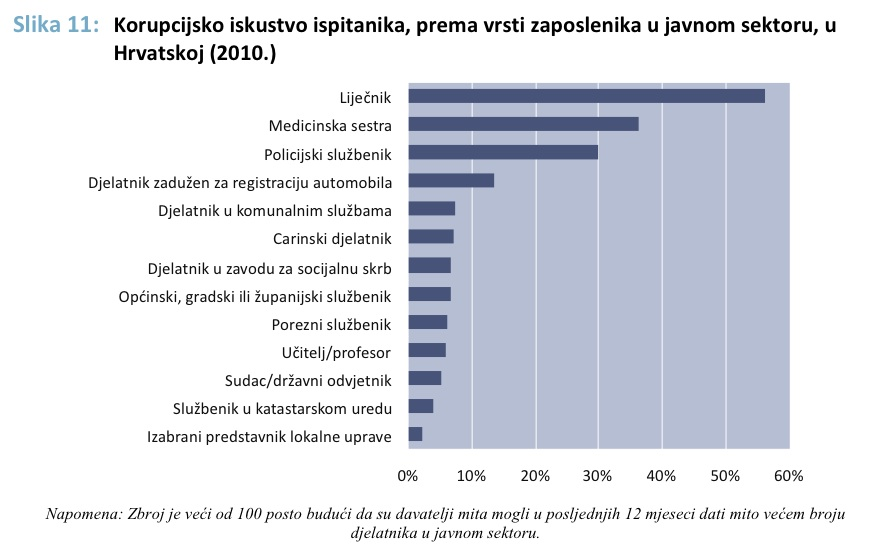 Slika 11: Korupcijsko iskustvo ispitanika, prema vrsti zaposlenika u javnom sektoru, u
Hrvatskoj (2010.)
Liječnik
Medicinska sestra
Policijski službenik
Djelatnik zadužen za registraciju automobila
Djelatnik u komunalnim službama
Carinski djelatnik
Djelatnik u zavodu za socijalnu skrb
Općinski, gradski ili županijski službenik
Porezni službenik
Učitelj/profesor
Sudac/državni odvjetnik
Službenik u katastarskom uredu
Izabrani predstavnik lokalne uprave
0% 10% 20% 30% 40% 50% 60%
Napomena: Zbroj je veći od 100 posto budući da su davatelji mita mogli u posljednjih 12 mjeseci dati mito većem broju
djelatnika u javnom sektoru.